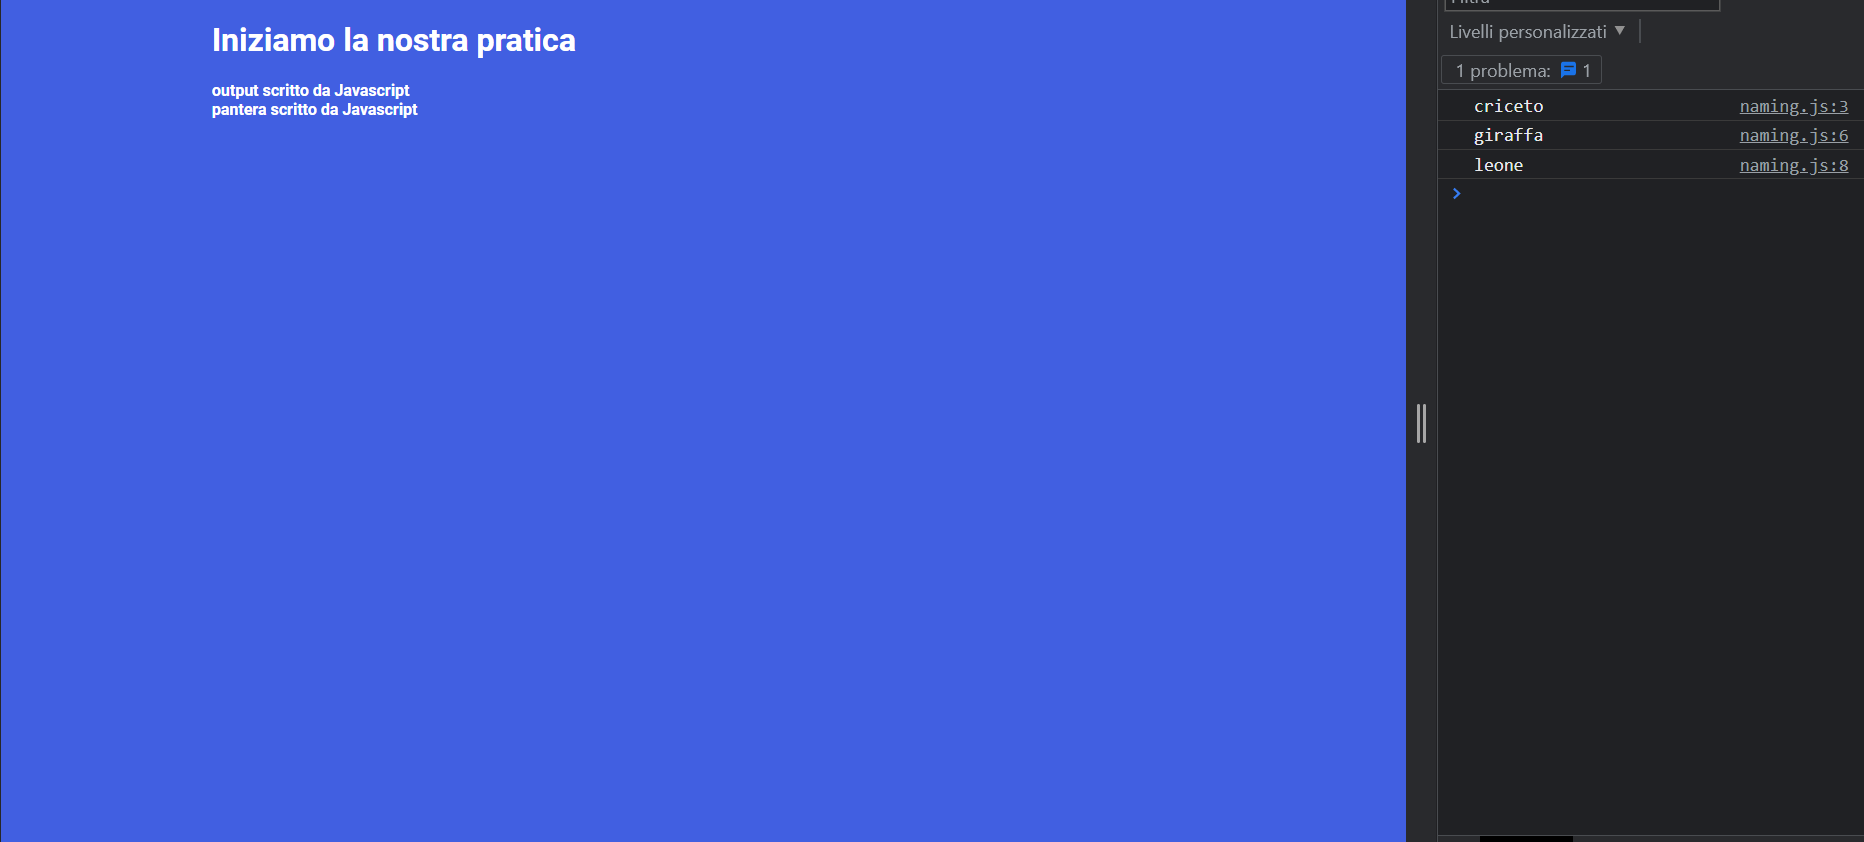 Iniziamo la nostra pratica
output scritto da Javascript
pantera scritto da Javascript
Livelli personalizzati
1 problema: 1
criceto naming.js:3
giraffa naming.js:6
leone naming.js:8